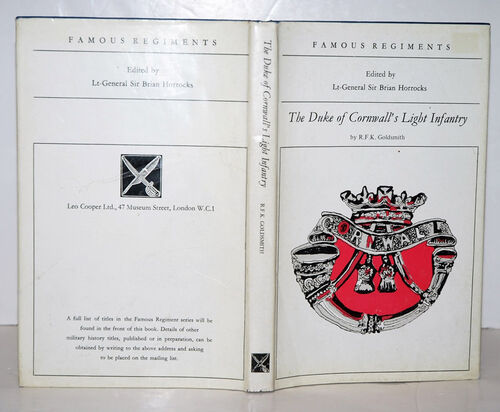 FAMOUS REGIMENTS
Edited by
Lt-General Sir Brian Horrocks
Leo Cooper Ltd., 47 Museum Street, London W.C.1
A full list of titles in the Famous Regiment series will be
found in the front of this book. Details of other
military history titles, published or in preparation, can be
obtained by writing to the above address and asking
to be placed on the mailing list.
The Duke of Cornwall's Light Infantry
R.F.K. GOLDSMITH
FAMOUS REGIMENTS
Edited by
Lt-General Sir Brian Horrocks
The Duke of Cornwall's Light Infantry
by R.F.K. Goldsmith
CORNWALL